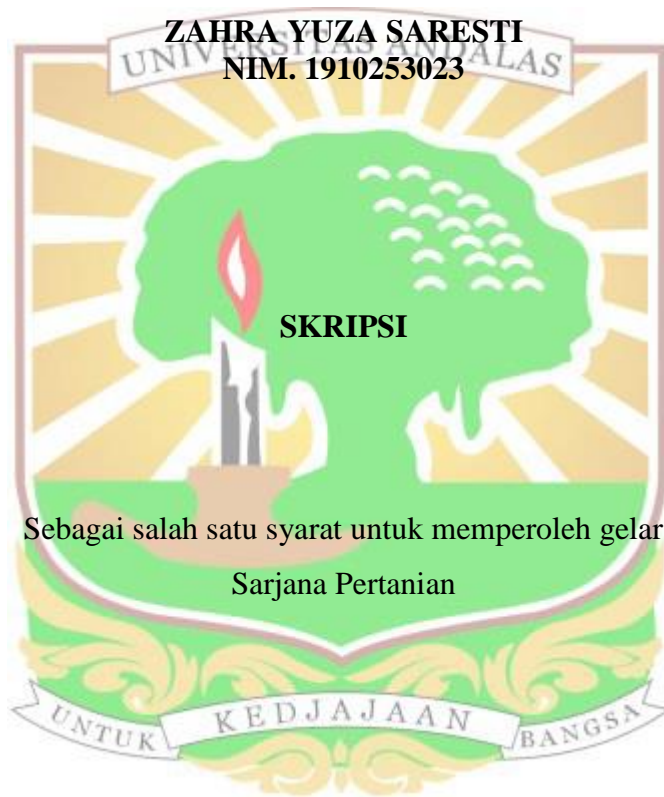 ZAHRA YUZA SARESTI
UNIVERSITAS ANDALAS
NIM. 1910253023
SKRIPSI
Sebagai salah satu syarat untuk memperoleh gelar
Sarjana Pertanian
UNTUK KEDJAJAAN BANGSA